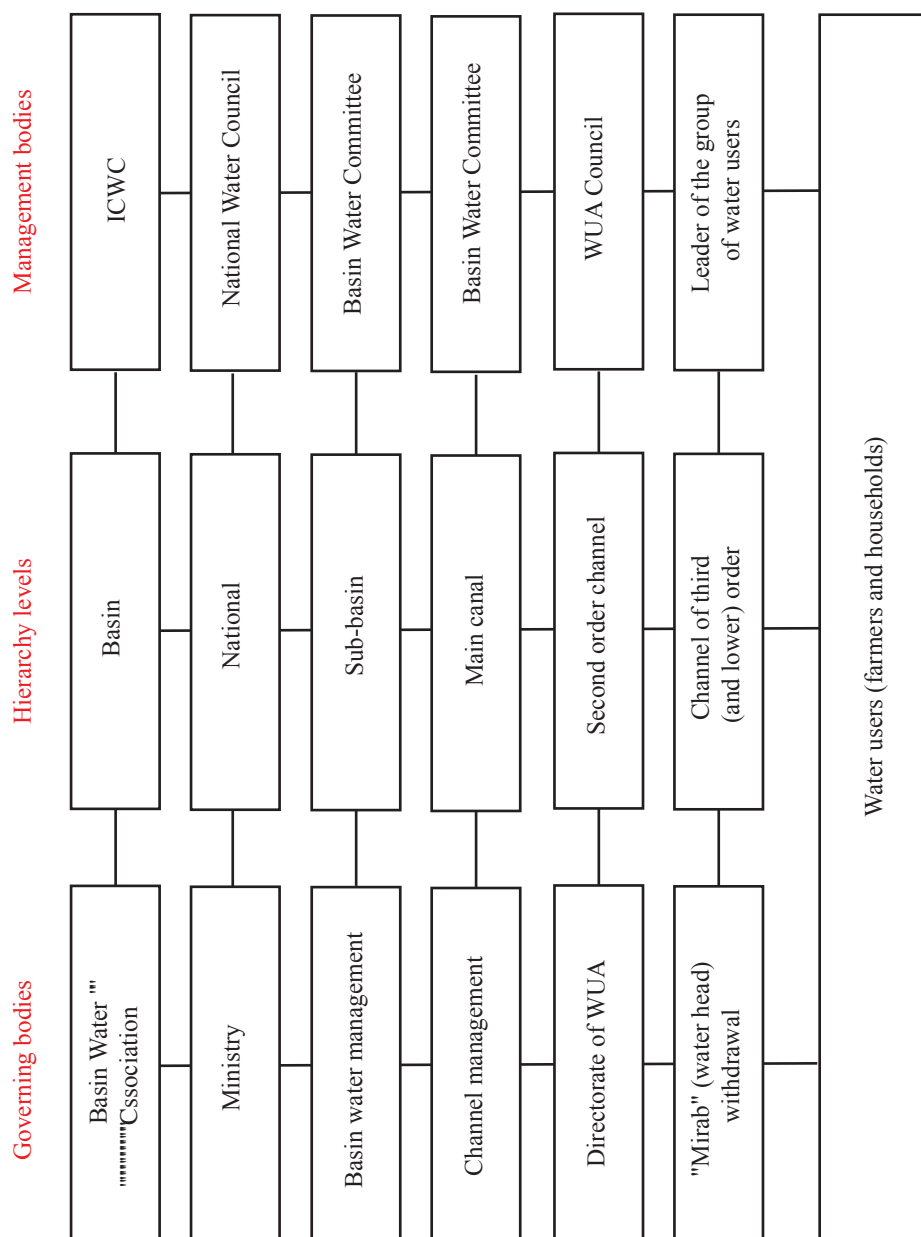 Governing bodies
Hierarchy levels
Management bodies
Basin Water ""
""""""""""Cssociation
Basin
ICWC
Ministry
National
National Water Council
Basin water management
Sub-basin
Basin Water Committee
Channel management
Main canal
Basin Water Committee
Directorate of WUA
Second order channel
WUA Council
"Mirab" (water head)
withdrawal
Channel of third
(and lower) order
Leader of the group
of water users
Water users (farmers and households)